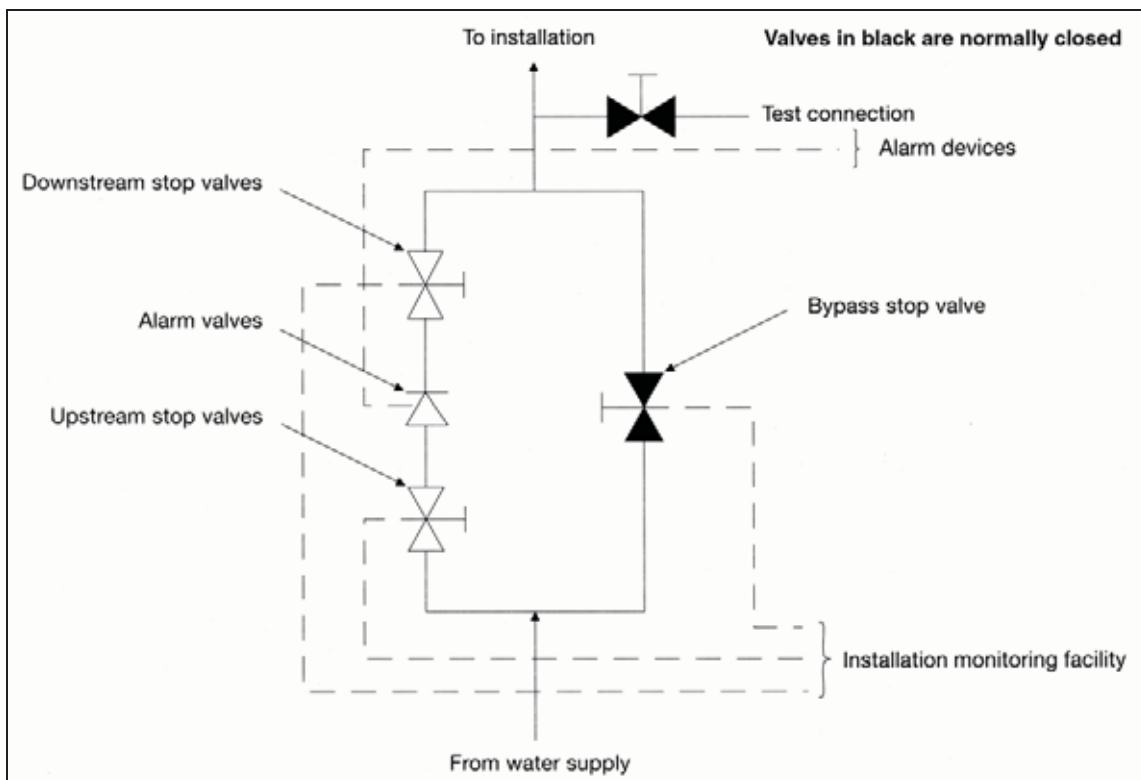 To installation
Valves in black are normally closed
Test connection
Alarm devices
Downstream stop valves
Bypass stop valve
Alarm valves
Upstream stop valves
Installation monitoring facility
From water supply